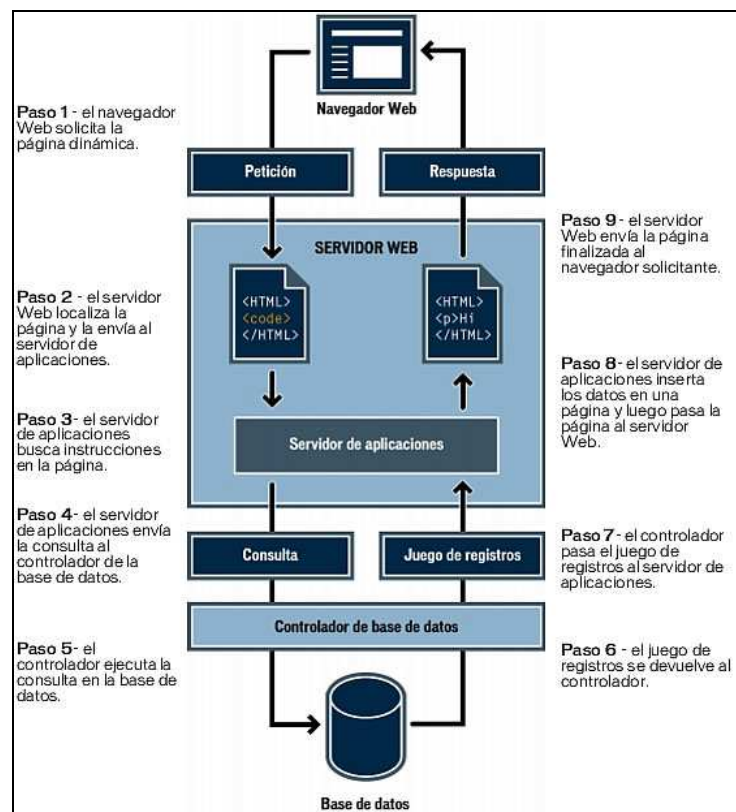 Navegador Web
Paso 1 - el navegador
Web solicita la
página dinámica.
Petición
Respuesta
SERVIDOR WEB
<HTML>
<code>
</HTML>
<HTML>
<p>Hi
</HTML>
Paso 2 - el servidor
Web localiza la
página y la envía al
servidor de
aplicaciones.
Paso 3 - el servidor
de aplicaciones
busca instrucciones
en la página.
Servidor de aplicaciones
Paso 4 - el servidor
de aplicaciones envía
la consulta al
controlador de la
base de datos.
Consulta
Juego de registros
Controlador de base de datos
Paso 5 - el
controlador ejecuta la
consulta en la base de
datos.
Base de datos
Paso 6 - el juego de
registros se devuelve al
controlador.
Paso 7 - el controlador
pasa el juego de
registros al servidor de
aplicaciones.
Paso 8 - el servidor de
aplicaciones inserta
los datos en una
página y luego pasa la
página al servidor
Web.
Paso 9 - el servidor
Web envía la página
finalizada al
navegador solicitante.